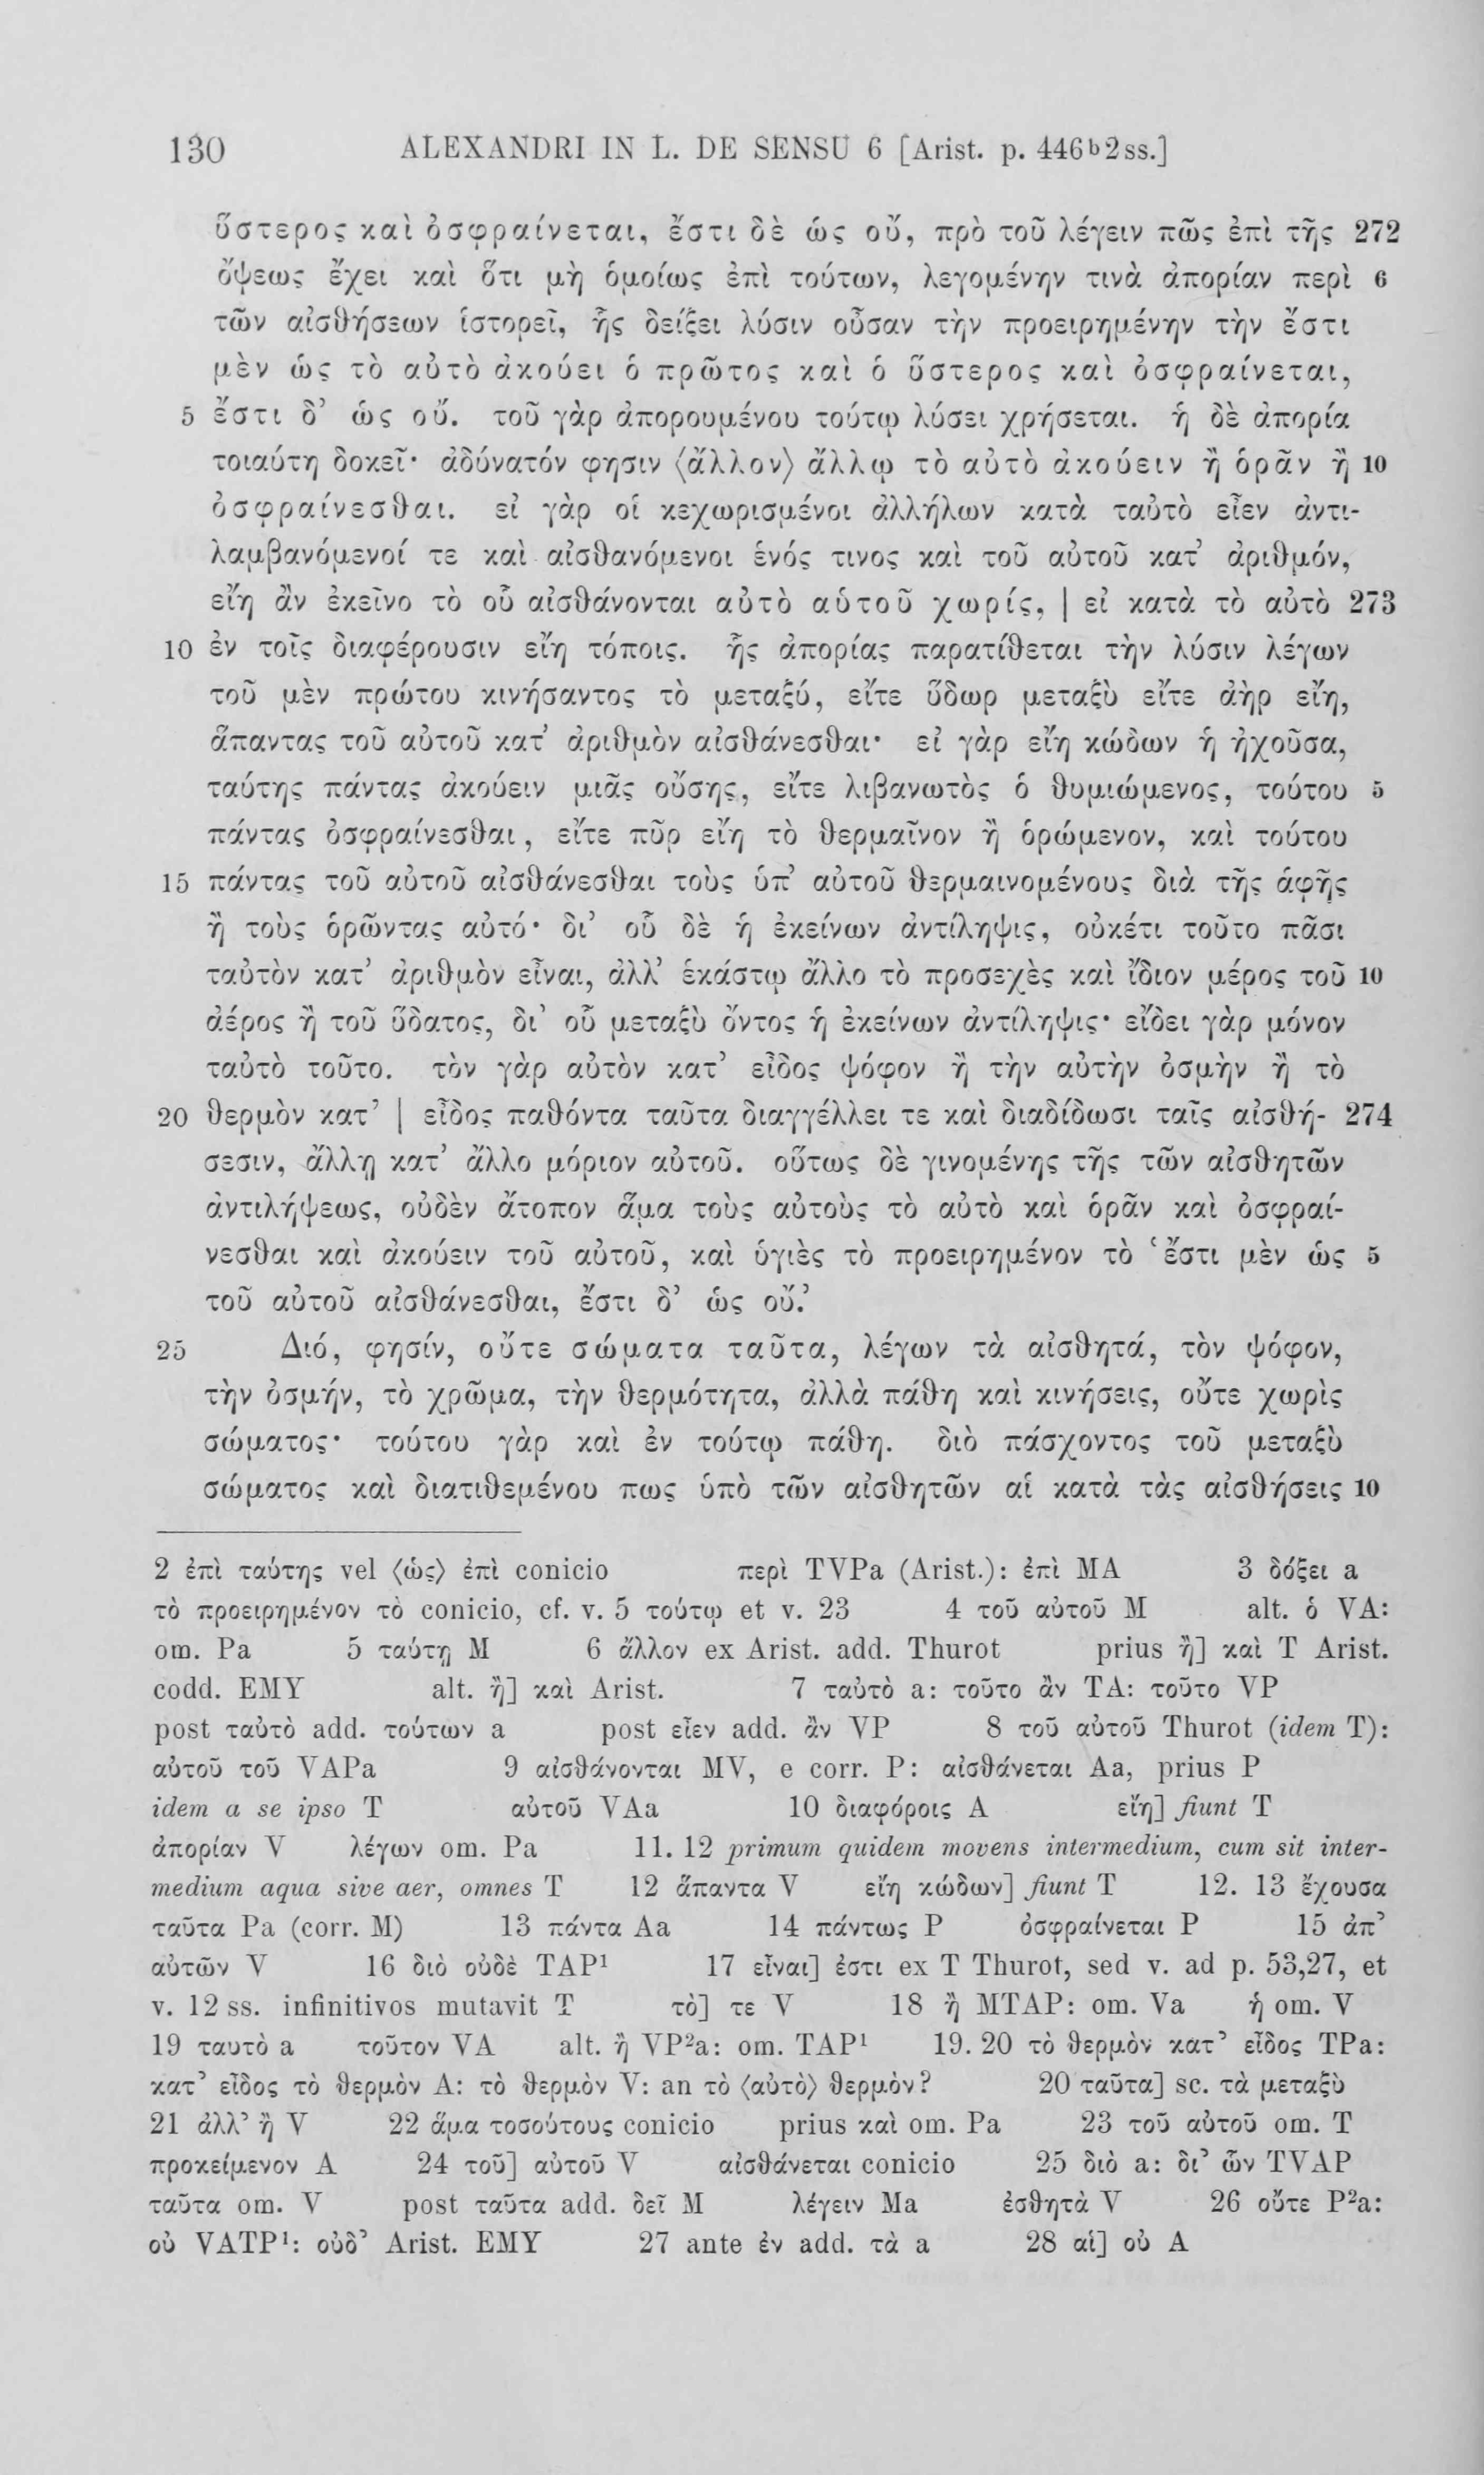 130 ALEXANDRI IN L. DE SENSU 6 [Arist. p. 446b2ss.]
ὕστερος καὶ ὀσφραίνεται, ἔστι δὲ ὡς οὔ, πρὸ τοῦ λέγειν πῶς ἐπὶ τῆς 272
ὄψεως ἔχει καὶ ὅτι μὴ ὁμοίως ἐπὶ τούτων, λεγομένην τινὰ ἀπορίαν περὶ 6
τῶν αἰσθήσεων ἱστορεῖ, ἧς δείξει λύσιν οὖσαν τὴν προειρημένην τὴν ἔστι
μὲν ὡς τὸ αὐτὸ ἀκούει ὁ πρῶτος καὶ ὁ ὕστερος καὶ ὀσφραίνεται,
5 ἔστι δ’ ὡς οὔ. τοῦ γὰρ ἀπορουμένου τούτῳ λύσει χρήσεται. ἡ δὲ ἀπορία
τοιαύτη δοκεῖ· ἀδύνατόν φησιν ⟨ἄλλον⟩ ἄλλῳ τὸ αὐτὸ ἀκούειν ἢ ὁρᾶν ἢ 10
ὀσφραίνεσθαι. εἰ γὰρ οἱ κεχωρισμένοι ἀλλήλων κατὰ ταὐτὸ εἶεν ἀντι-
λαμβανόμενοί τε καὶ αἰσθανόμενοι ἑνός τινος καὶ τοῦ αὐτοῦ κατ’ ἀριθμόν,
εἴη ἂν ἐκεῖνο τὸ οὗ αἰσθάνονται αὐτὸ αὑτοῦ χωρίς, | εἰ κατὰ τὸ αὐτὸ 273
10 ἐν τοῖς διαφέρουσιν εἴη τόποις. ἧς ἀπορίας παρατίθεται τὴν λύσιν λέγων
τοῦ μὲν πρώτου κινήσαντος τὸ μεταξύ, εἴτε ὕδωρ μεταξὺ εἴτε ἀὴρ εἴη,
ἅπαντας τοῦ αὐτοῦ κατ’ ἀριθμὸν αἰσθάνεσθαι· εἰ γὰρ εἴη κώδων ἡ ἠχοῦσα,
ταύτης πάντας ἀκούειν μιᾶς οὔσης, εἴτε λιβανωτὸς ὁ θυμιώμενος, τούτου 5
πάντας ὀσφραίνεσθαι, εἴτε πῦρ εἴη τὸ θερμαῖνον ἢ ὁρώμενον, καὶ τούτου
15 πάντας τοῦ αὐτοῦ αἰσθάνεσθαι τοὺς ὑπ’ αὐτοῦ θερμαινομένους διὰ τῆς ἁφῆς
ἢ τοὺς ὁρῶντας αὐτό· δι’ οὗ δὲ ἡ ἐκείνων ἀντίληψις, οὐκέτι τοῦτο πᾶσι
ταὐτὸν κατ’ ἀριθμὸν εἶναι, ἀλλ’ ἑκάστῳ ἄλλο τὸ προσεχὲς καὶ ἴδιον μέρος τοῦ 10
ἀέρος ἢ τοῦ ὕδατος, δι’ οὗ μεταξὺ ὄντος ἡ ἐκείνων ἀντίληψις· εἴδει γὰρ μόνον
ταὐτὸ τοῦτο. τὸν γὰρ αὐτὸν κατ’ εἶδος ψόφον ἢ τὴν αὐτὴν ὀσμὴν ἢ τὸ
20 θερμὸν κατ’ | εἶδος παθόντα ταῦτα διαγγέλλει τε καὶ διαδίδωσι ταῖς αἰσθή- 274
σεσιν, ἄλλῃ κατ’ ἄλλο μόριον αὐτοῦ. οὕτως δὲ γινομένης τῆς τῶν αἰσθητῶν
ἀντιλήψεως, οὐδὲν ἄτοπον ἅμα τοὺς αὐτοὺς τὸ αὐτὸ καὶ ὁρᾶν καὶ ὀσφραί-
νεσθαι καὶ ἀκούειν τοῦ αὐτοῦ, καὶ ὑγιὲς τὸ προειρημένον τὸ ‘ἔστι μὲν ὡς 5
τοῦ αὐτοῦ αἰσθάνεσθαι, ἔστι δ’ ὡς οὔ.’
25 Διό, φησίν, οὔτε σώματα ταῦτα, λέγων τὰ αἰσθητά, τὸν ψόφον,
τὴν ὀσμήν, τὸ χρῶμα, τὴν θερμότητα, ἀλλὰ πάθη καὶ κινήσεις, οὔτε χωρὶς
σώματος· τούτου γὰρ καὶ ἐν τούτῳ πάθη. διὸ πάσχοντος τοῦ μεταξὺ
σώματος καὶ διατιθεμένου πως ὑπὸ τῶν αἰσθητῶν αἱ κατὰ τὰς αἰσθήσεις 10
2 ἐπὶ ταύτης vel ⟨ὡς⟩ ἐπὶ conicio περὶ TVPa (Arist.): ἐπὶ MA 3 δόξει a
τὸ προειρημένον τὸ conicio, cf. v. 5 τούτῳ et v. 23 4 τοῦ αὐτοῦ M alt. ὁ VA:
om. Pa 5 ταύτῃ M 6 ἄλλον ex Arist. add. Thurot prius ἢ] καὶ T Arist.
codd. EMY alt. ἢ] καὶ Arist. 7 ταὐτὸ a: τοῦτο ἂν TA: τοῦτο VP
post ταὐτὸ add. τούτων a post εἶεν add. ἂν VP 8 τοῦ αὐτοῦ Thurot (idem T):
αὐτοῦ τοῦ VAPa 9 αἰσθάνονται MV, e corr. P: αἰσθάνεται Aa, prius P
idem a se ipso T αὐτοῦ VAa 10 διαφόροις A εἴη] fiunt T
ἀπορίαν V λέγων om. Pa 11. 12 primum quidem movens intermedium, cum sit inter-
medium aqua sive aer, omnes T 12 ἅπαντα V εἴη κώδων] fiunt T 12. 13 ἔχουσα
ταῦτα Pa (corr. M) 13 πάντα Aa 14 πάντως P ὀσφραίνεται P 15 ἀπ’
αὐτῶν V 16 διὸ οὐδὲ TAP¹ 17 εἶναι] ἐστι ex T Thurot, sed v. ad p. 53,27, et
v. 12 ss. infinitivos mutavit T τὸ] τε V 18 ἢ MTAP: om. Va ἡ om. V
19 ταυτὸ a τοῦτον VA alt. ἢ VP²a: om. TAP¹ 19. 20 τὸ θερμὸν κατ’ εἶδος TPa:
κατ’ εἶδος τὸ θερμὸν A: τὸ θερμὸν V: an τὸ ⟨αὐτὸ⟩ θερμὸν? 20 ταῦτα] sc. τὰ μεταξὺ
21 ἀλλ’ ἢ V 22 ἅμα τοσούτους conicio prius καὶ om. Pa 23 τοῦ αὐτοῦ om. T
προκείμενον A 24 τοῦ] αὐτοῦ V αἰσθάνεται conicio 25 διὸ a: δι’ ὧν TVAP
ταῦτα om. V post ταῦτα add. δεῖ M λέγειν Ma ἐσθητὰ V 26 οὔτε P²a:
οὐ VATP¹: οὐδ’ Arist. EMY 27 ante ἐν add. τὰ a 28 αἱ] οὐ A